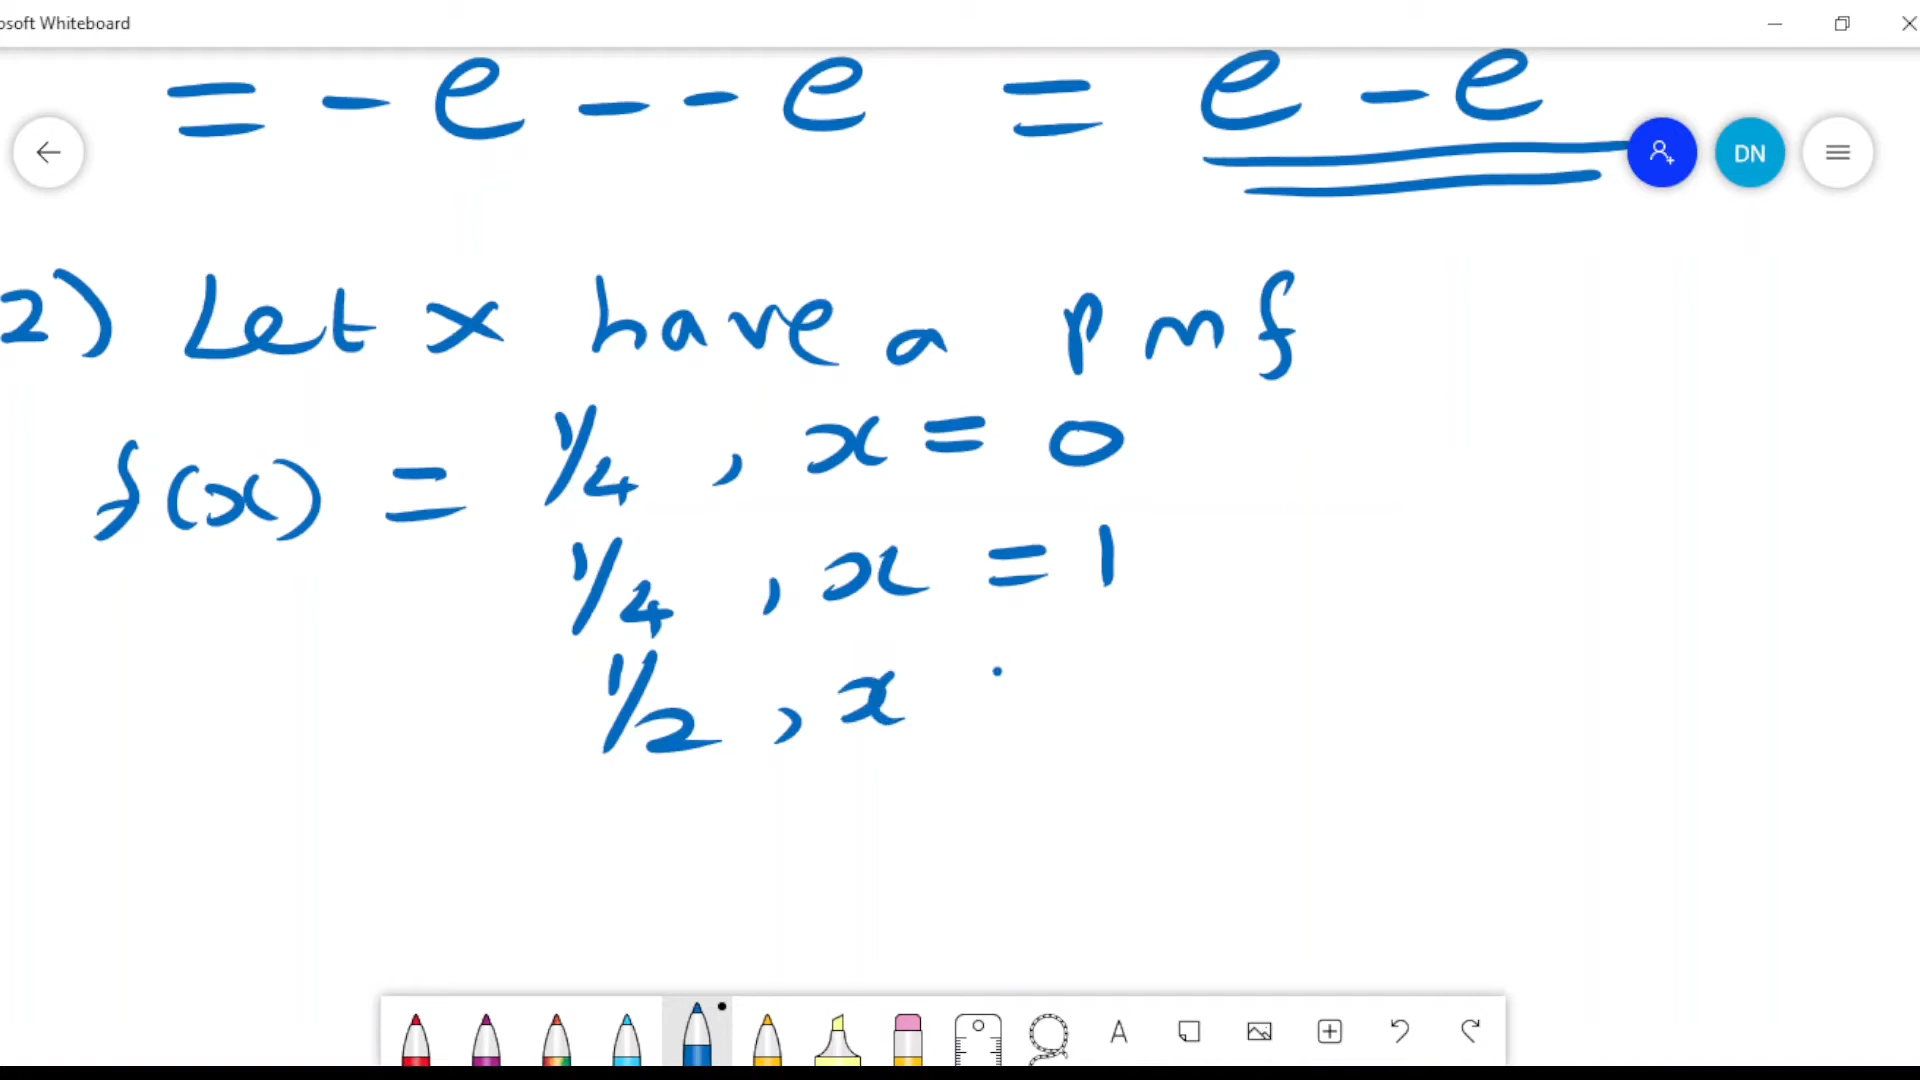 osoft Whiteboard
= - e - - e = e - e
DN
2) Let x have a pmf
f(x) = 1/4 , x = 0
1/4 , x = 1
1/2 , x
A